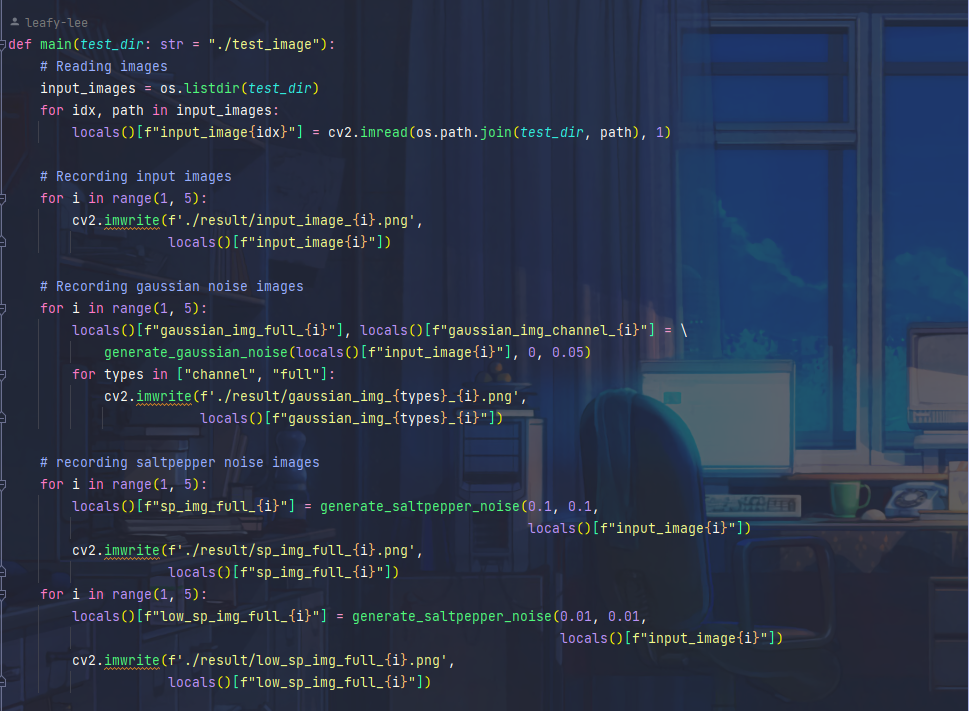 leafy-lee
def main(test_dir: str = "./test_image"):
    # Reading images
    input_images = os.listdir(test_dir)
    for idx, path in input_images:
        locals()[f"input_image{idx}"] = cv2.imread(os.path.join(test_dir, path), 1)

    # Recording input images
    for i in range(1, 5):
        cv2.imwrite(f'./result/input_image_{i}.png',
                    locals()[f"input_image{i}"])

    # Recording gaussian noise images
    for i in range(1, 5):
        locals()[f"gaussian_img_full_{i}"], locals()[f"gaussian_img_channel_{i}"] = \
            generate_gaussian_noise(locals()[f"input_image{i}"], 0, 0.05)
        for types in ["channel", "full"]:
            cv2.imwrite(f'./result/gaussian_img_{types}_{i}.png',
                        locals()[f"gaussian_img_{types}_{i}"])

    # recording saltpepper noise images
    for i in range(1, 5):
        locals()[f"sp_img_full_{i}"] = generate_saltpepper_noise(0.1, 0.1,
                                                                 locals()[f"input_image{i}"])
        cv2.imwrite(f'./result/sp_img_full_{i}.png',
                    locals()[f"sp_img_full_{i}"])
    for i in range(1, 5):
        locals()[f"low_sp_img_full_{i}"] = generate_saltpepper_noise(0.01, 0.01,
                                                                     locals()[f"input_image{i}"])
        cv2.imwrite(f'./result/low_sp_img_full_{i}.png',
                    locals()[f"low_sp_img_full_{i}"])